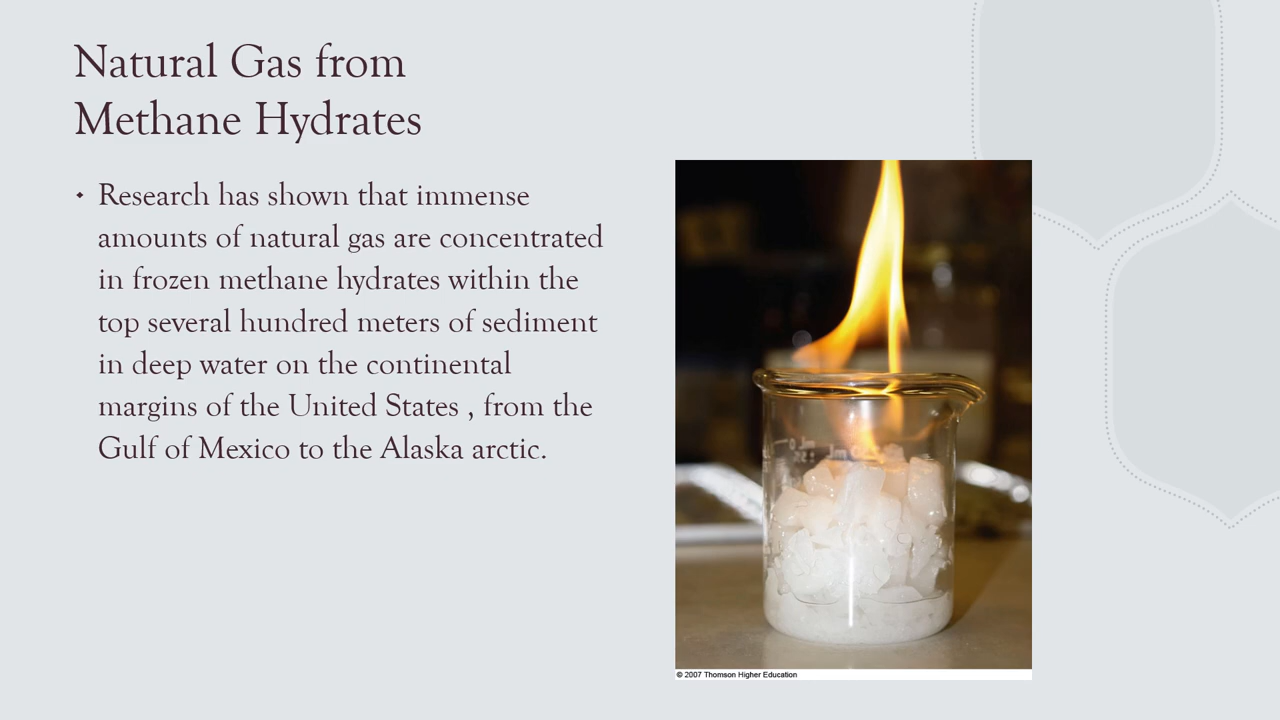 Natural Gas from
Methane Hydrates
Research has shown that immense
amounts of natural gas are concentrated
in frozen methane hydrates within the
top several hundred meters of sediment
in deep water on the continental
margins of the United States , from the
Gulf of Mexico to the Alaska arctic.
© 2007 Thomson Higher Education